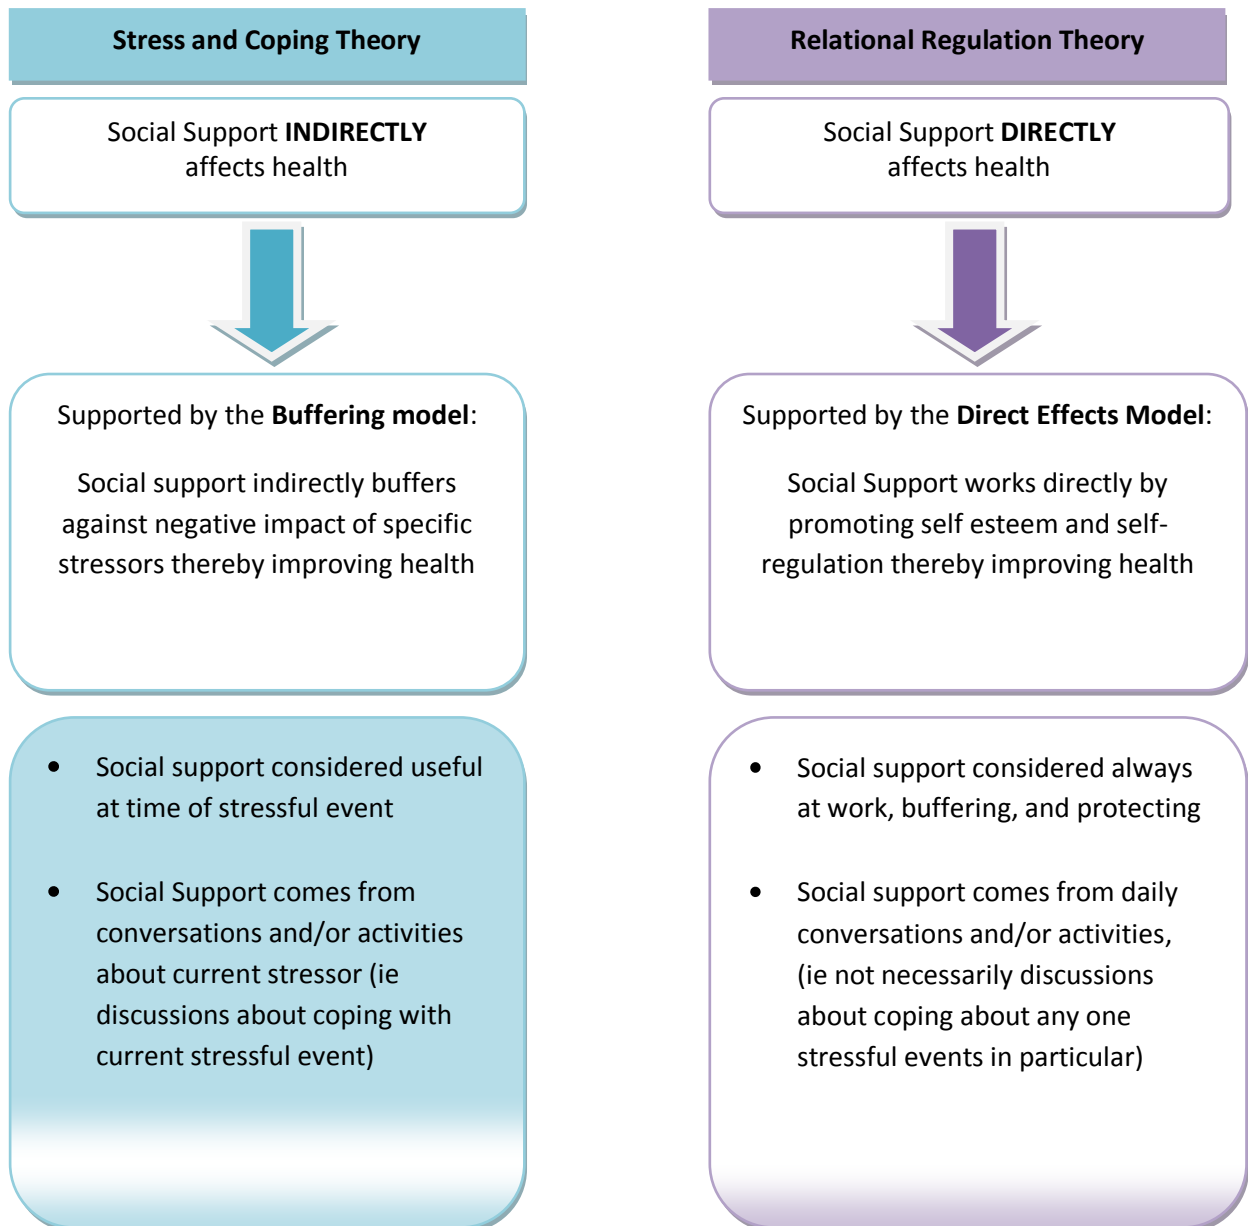 Stress and Coping Theory
Social Support INDIRECTLY
affects health
Supported by the Buffering model:
Social support indirectly buffers
against negative impact of specific
stressors thereby improving health
• Social support considered useful
at time of stressful event
• Social Support comes from
conversations and/or activities
about current stressor (ie
discussions about coping with
current stressful event)
Relational Regulation Theory
Social Support DIRECTLY
affects health
Supported by the Direct Effects Model:
Social Support works directly by
promoting self esteem and self-
regulation thereby improving health
• Social support considered always
at work, buffering, and protecting
• Social support comes from daily
conversations and/or activities,
(ie not necessarily discussions
about coping about any one
stressful events in particular)